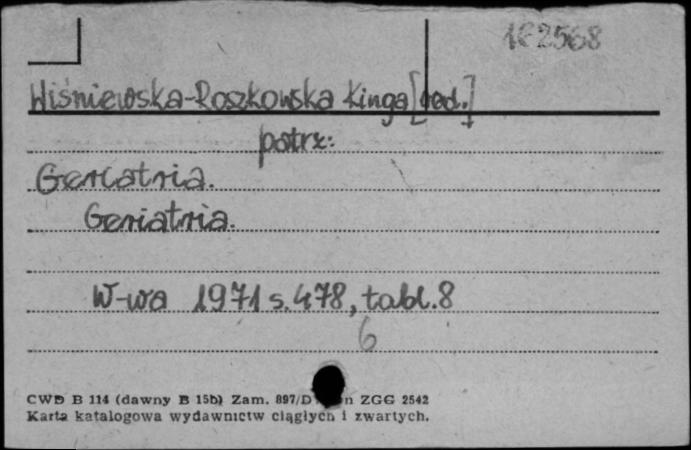 162568
Wiśniewska-Roszkowska Kinga [red.]
patrz:
Geriatria.
Geriatria.
W-wa 1971 s. 478, tabl. 8
6
CWD B 114 (dawny B 15b) Zam. 897/D n ZGG 2542
Karta katalogowa wydawnictw ciągłych i zwartych.